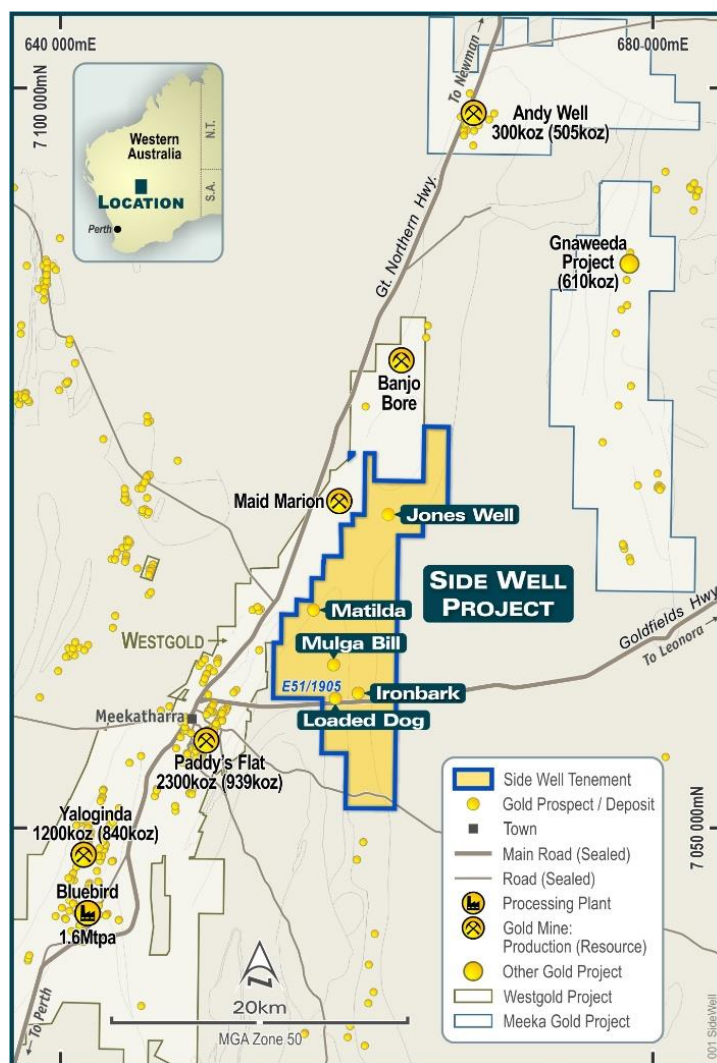 640 000mE
680 000mE
7 100 000mN
To Newman
Western
Australia
N.T.
S.A.
LOCATION
Perth
Andy Well
300koz (505koz)
Gt. Northern Hwy.
Gnaweeda
Project
(610koz)
Banjo
Bore
Maid Marion
Jones Well
SIDE WELL
PROJECT
Goldfields Hwy
To Leonora
Matilda
WESTGOLD
Mulga Bill
E51/1905
Ironbark
Loaded Dog
Meekatharra
Paddy's Flat
2300koz (939koz)
Yaloginda
1200koz (840koz)
Bluebird
1.6Mtpa
To Perth
7 050 000mN
Side Well Tenement
Gold Prospect / Deposit
Town
Main Road (Sealed)
Road (Sealed)
Processing Plant
Gold Mine:
Production (Resource)
Other Gold Project
Westgold Project
Meeka Gold Project
20km
MGA Zone 50